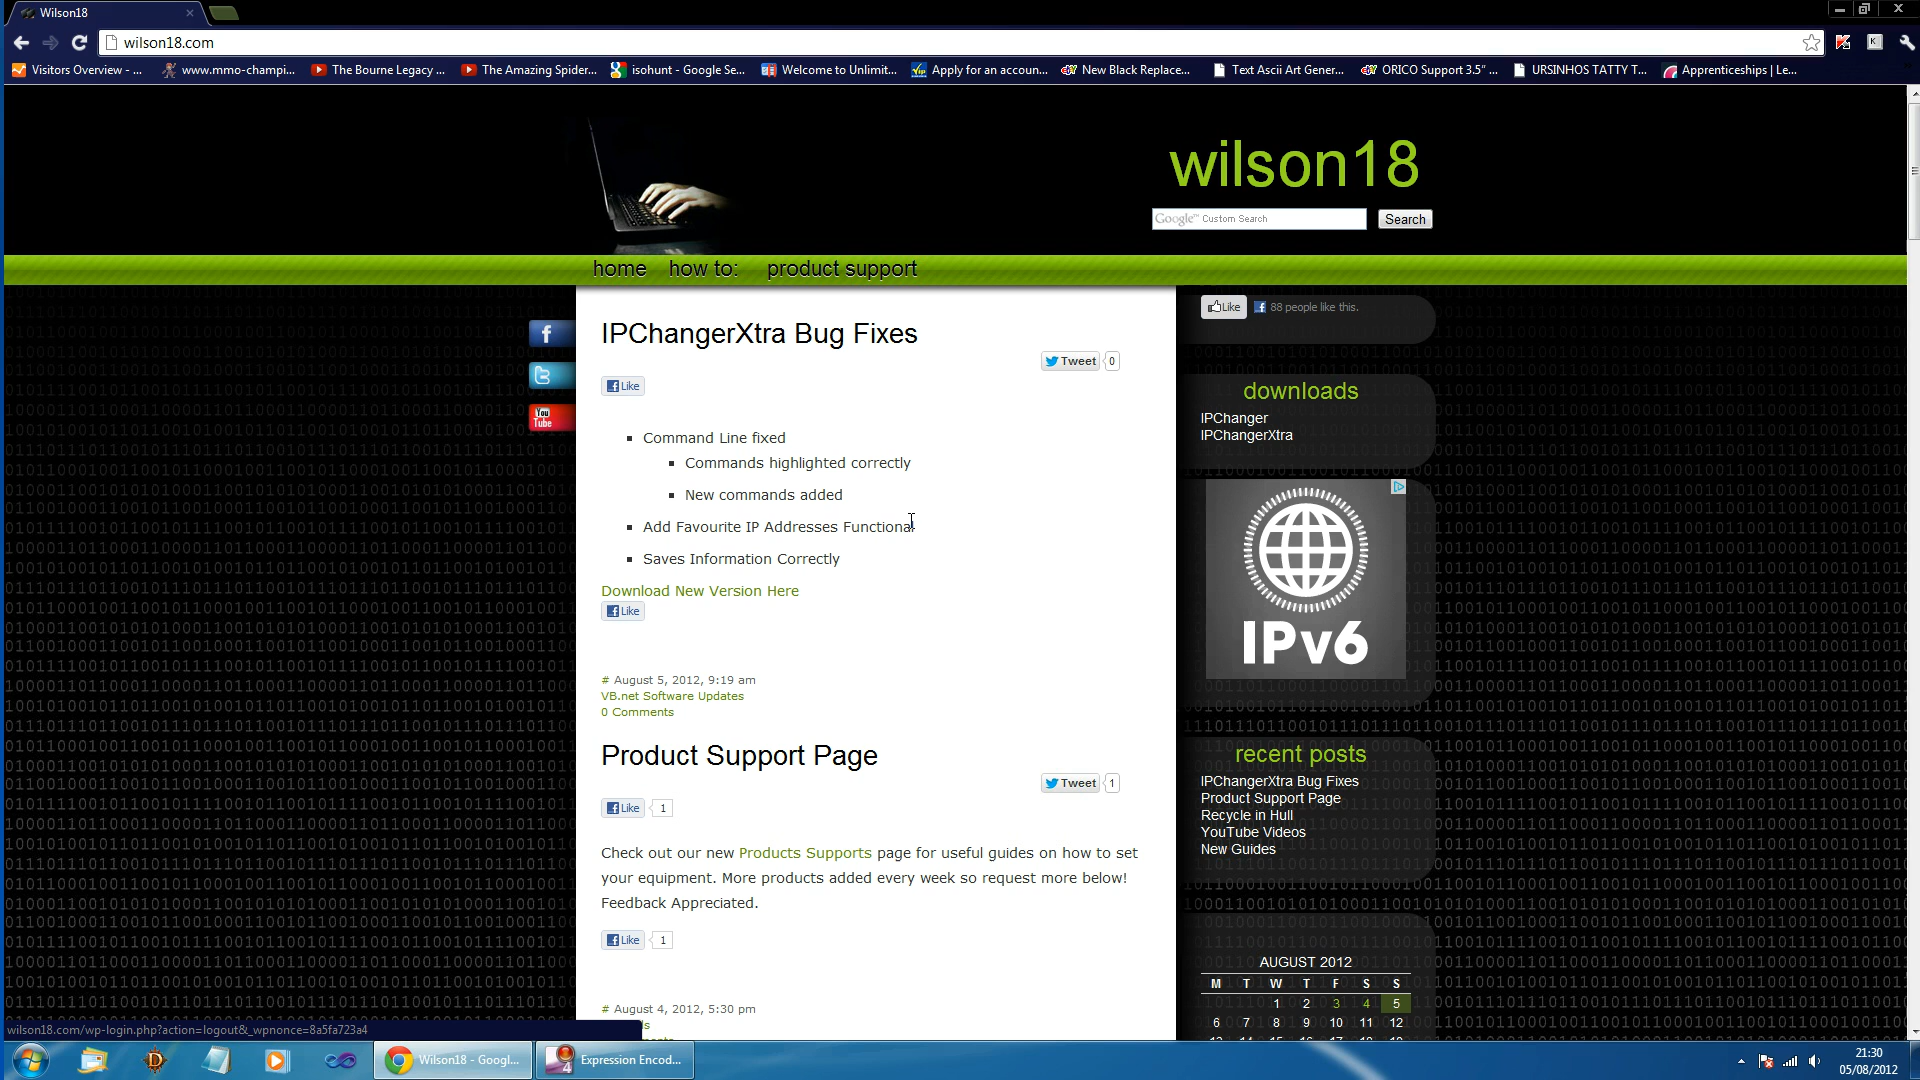 Wilson18
wilson18.com
Visitors Overview - ...
www.mmo-champi...
The Bourne Legacy ...
The Amazing Spider...
isohunt - Google Se...
Welcome to Unlimit...
Apply for an accoun...
New Black Replace...
Text Ascii Art Gener...
ORICO Support 3.5" ...
URSINHOS TATTY T...
Apprenticeships | Le...
wilson18
Google™ Custom Search
Search
home how to: product support
IPChangerXtra Bug Fixes
Tweet 0
Like
Command Line fixed
Commands highlighted correctly
New commands added
Add Favourite IP Addresses Functional
Saves Information Correctly
Download New Version Here
Like
# August 5, 2012, 9:19 am
VB.net Software Updates
0 Comments
Product Support Page
Tweet 1
Like 1
Check out our new Products Supports page for useful guides on how to set
your equipment. More products added every week so request more below!
Feedback Appreciated.
Like 1
# August 4, 2012, 5:30 pm
You
Tube
Like 88 people like this.
downloads
IPChanger
IPChangerXtra
IPv6
recent posts
IPChangerXtra Bug Fixes
Product Support Page
Recycle in Hull
YouTube Videos
New Guides
AUGUST 2012
M T W T F S S
1 2 3 4 5
6 7 8 9 10 11 12
wilson18.com/wp-login.php?action=logout&_wpnonce=8a5fa723a4
Wilson18 - Googl...
Expression Encod...
21:30
05/08/2012